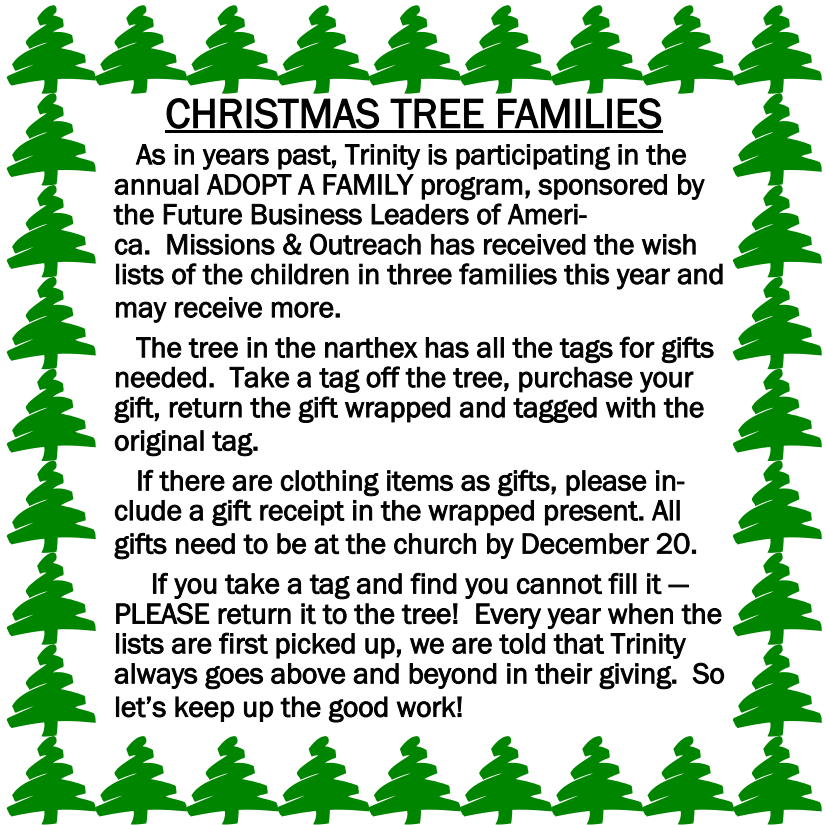 CHRISTMAS TREE FAMILIES
As in years past, Trinity is participating in the
annual ADOPT A FAMILY program, sponsored by
the Future Business Leaders of Ameri-
ca.  Missions & Outreach has received the wish
lists of the children in three families this year and
may receive more.
The tree in the narthex has all the tags for gifts
needed.  Take a tag off the tree, purchase your
gift, return the gift wrapped and tagged with the
original tag.
If there are clothing items as gifts, please in-
clude a gift receipt in the wrapped present. All
gifts need to be at the church by December 20.
If you take a tag and find you cannot fill it —
PLEASE return it to the tree!  Every year when the
lists are first picked up, we are told that Trinity
always goes above and beyond in their giving.  So
let’s keep up the good work!